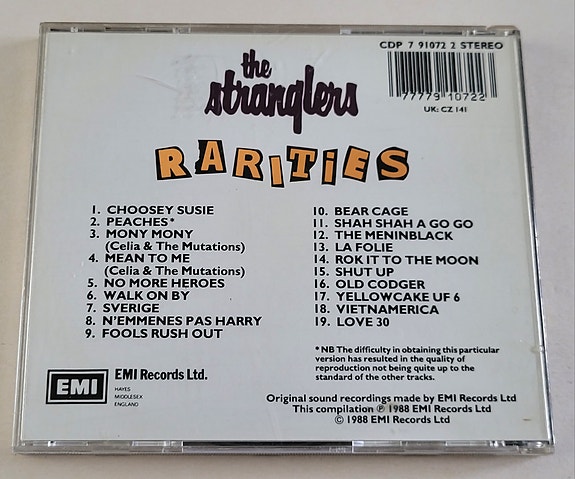 CDP 7 91072 2 STEREO
the
stranglers
77779 10722
UK: CZ 141
RARITiES
1. CHOOSEY SUSIE
2. PEACHES*
3. MONY MONY
(Celia & The Mutations)
4. MEAN TO ME
(Celia & The Mutations)
5. NO MORE HEROES
6. WALK ON BY
7. SVERIGE
8. N'EMMENES PAS HARRY
9. FOOLS RUSH OUT
10. BEAR CAGE
11. SHAH SHAH A GO GO
12. THE MENINBLACK
13. LA FOLIE
14. ROK IT TO THE MOON
15. SHUT UP
16. OLD CODGER
17. YELLOWCAKE UF 6
18. VIETNAMERICA
19. LOVE 30
* NB The difficulty in obtaining this particular
version has resulted in the quality of
reproduction not being quite up to the
standard of the other tracks.
EMI
EMI Records Ltd.
HAYES
MIDDLESEX
ENGLAND
Original sound recordings made by EMI Records Ltd
This compilation ℗ 1988 EMI Records Ltd
© 1988 EMI Records Ltd